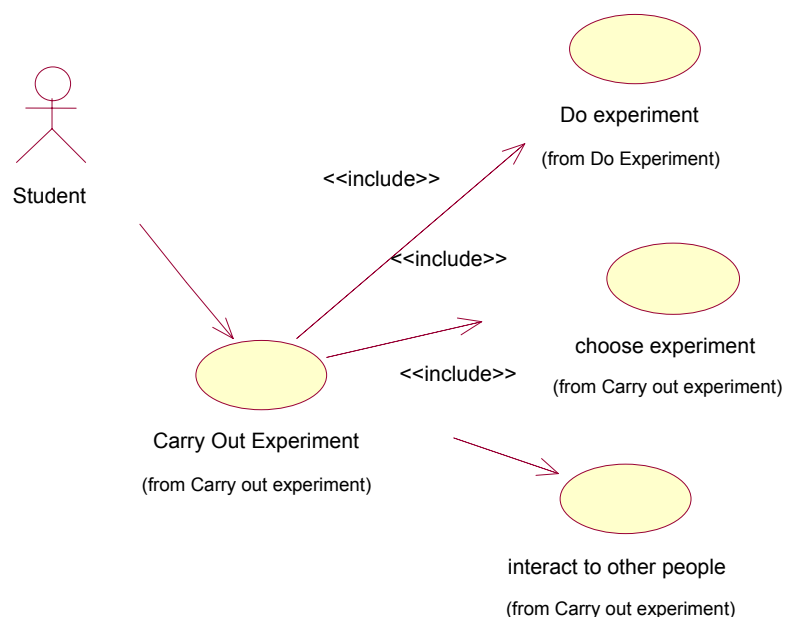 Do experiment
(from Do Experiment)
<<include>>
Student
<<include>>
choose experiment
<<include>>
(from Carry out experiment)
Carry Out Experiment
(from Carry out experiment)
interact to other people
(from Carry out experiment)